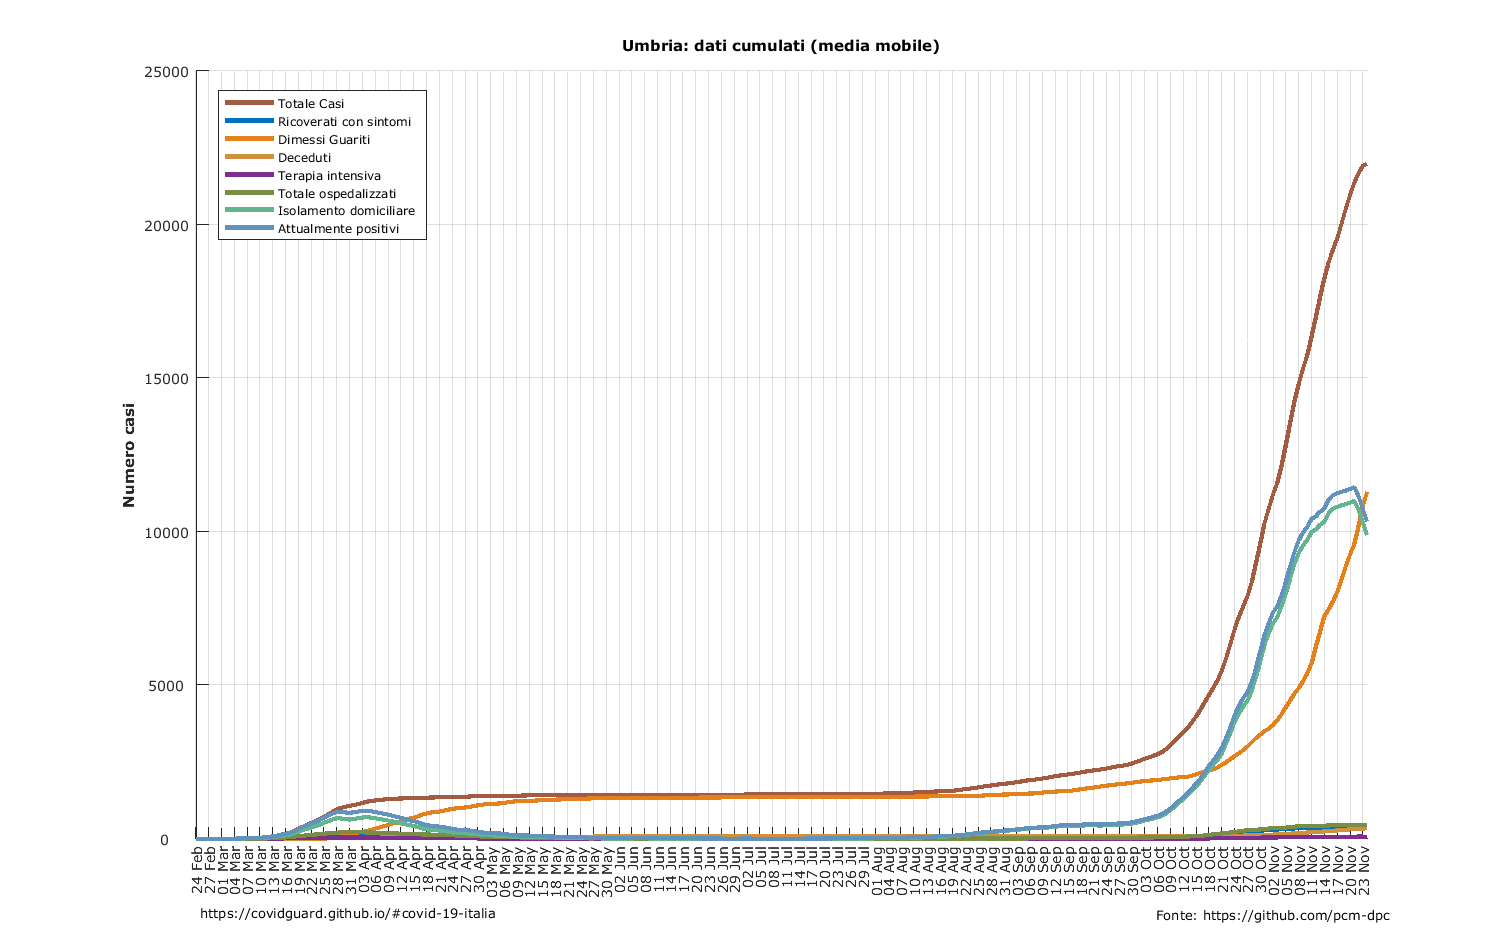 Umbria: dati cumulati (media mobile)
25000
20000
15000
10000
5000
0
Numero casi
Totale Casi
Ricoverati con sintomi
Dimessi Guariti
Deceduti
Terapia intensiva
Totale ospedalizzati
Isolamento domiciliare
Attualmente positivi
24 Feb
27 Feb
01 Mar
04 Mar
07 Mar
10 Mar
13 Mar
16 Mar
19 Mar
22 Mar
25 Mar
28 Mar
31 Mar
03 Apr
06 Apr
09 Apr
12 Apr
15 Apr
18 Apr
21 Apr
24 Apr
27 Apr
30 Apr
03 May
06 May
09 May
12 May
15 May
18 May
21 May
24 May
27 May
30 May
02 Jun
05 Jun
08 Jun
11 Jun
14 Jun
17 Jun
20 Jun
23 Jun
26 Jun
29 Jun
02 Jul
05 Jul
08 Jul
11 Jul
14 Jul
17 Jul
20 Jul
23 Jul
26 Jul
29 Jul
01 Aug
04 Aug
07 Aug
10 Aug
13 Aug
16 Aug
19 Aug
22 Aug
25 Aug
28 Aug
31 Aug
03 Sep
06 Sep
09 Sep
12 Sep
15 Sep
18 Sep
21 Sep
24 Sep
27 Sep
30 Sep
03 Oct
06 Oct
09 Oct
12 Oct
15 Oct
18 Oct
21 Oct
24 Oct
27 Oct
30 Oct
02 Nov
05 Nov
08 Nov
11 Nov
14 Nov
17 Nov
20 Nov
23 Nov
https://covidguard.github.io/#covid-19-italia
Fonte: https://github.com/pcm-dpc